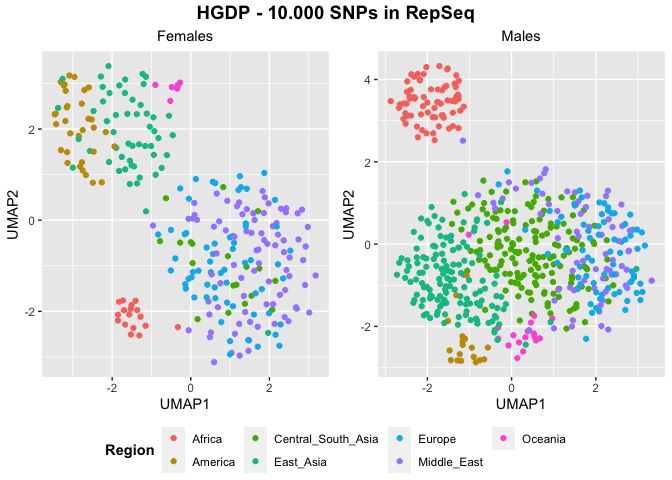 HGDP - 10.000 SNPs in RepSeq
Females
Males
UMAP2
2
0
-2
-2
0
2
UMAP1
UMAP2
4
2
0
-2
-2
0
2
UMAP1
Region
Africa
Central_South_Asia
Europe
Oceania
America
East_Asia
Middle_East